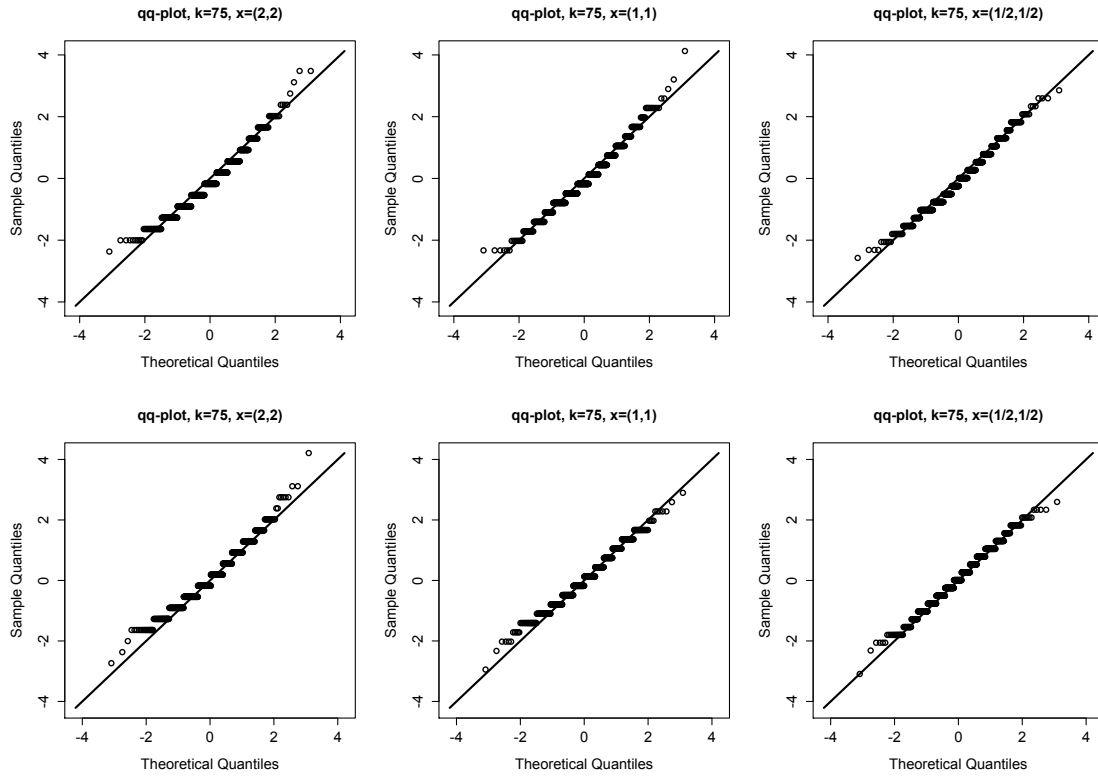 qq-plot, k=75, x=(2,2)
4
2
0
-2
-4
Sample Quantiles
-4 -2 0 2 4
Theoretical Quantiles
qq-plot, k=75, x=(1,1)
4
2
0
-2
-4
Sample Quantiles
-4 -2 0 2 4
Theoretical Quantiles
qq-plot, k=75, x=(1/2,1/2)
4
2
0
-2
-4
Sample Quantiles
-4 -2 0 2 4
Theoretical Quantiles
qq-plot, k=75, x=(2,2)
4
2
0
-2
-4
Sample Quantiles
-4 -2 0 2 4
Theoretical Quantiles
qq-plot, k=75, x=(1,1)
4
2
0
-2
-4
Sample Quantiles
-4 -2 0 2 4
Theoretical Quantiles
qq-plot, k=75, x=(1/2,1/2)
4
2
0
-2
-4
Sample Quantiles
-4 -2 0 2 4
Theoretical Quantiles